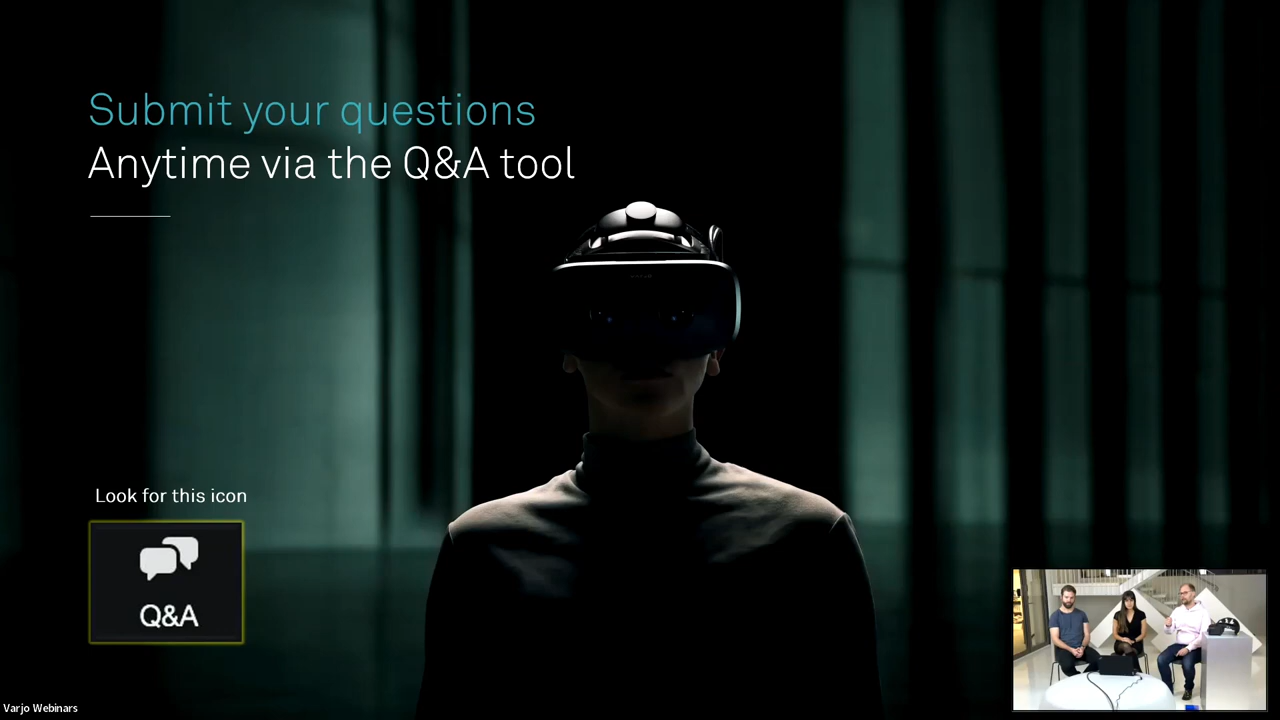 Submit your questions
Anytime via the Q&A tool
Look for this icon
Q&A
Varjo Webinars